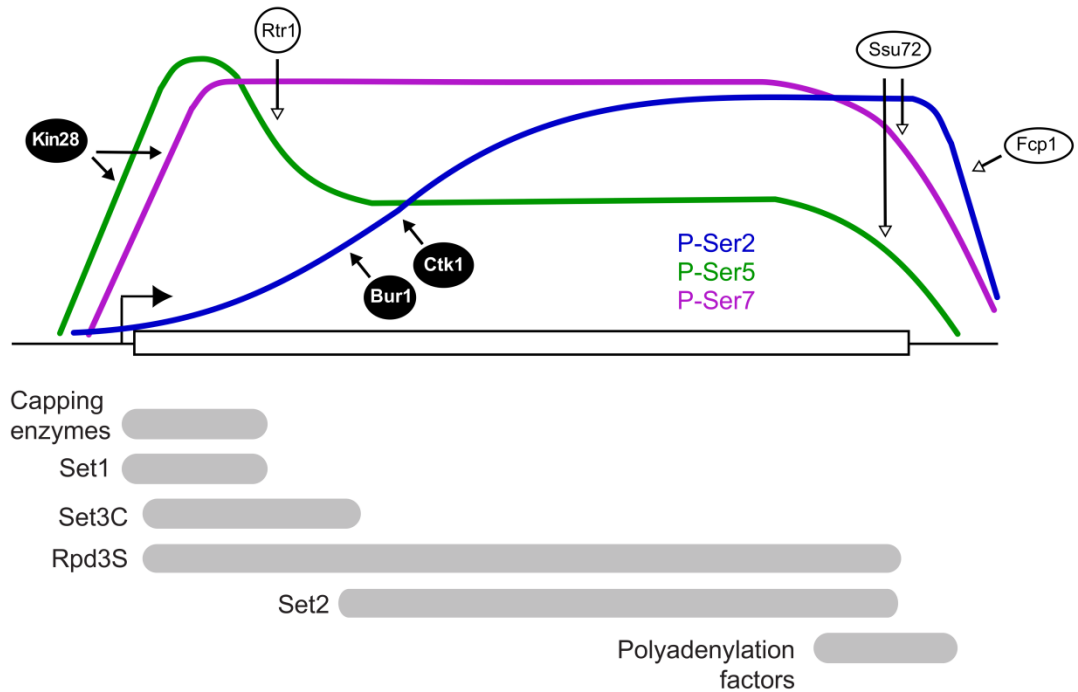 Rtr1
Ssu72
Kin28
Fcp1
Ctk1
Bur1
P-Ser2
P-Ser5
P-Ser7
Capping
enzymes
Set1
Set3C
Rpd3S
Set2
Polyadenylation
factors